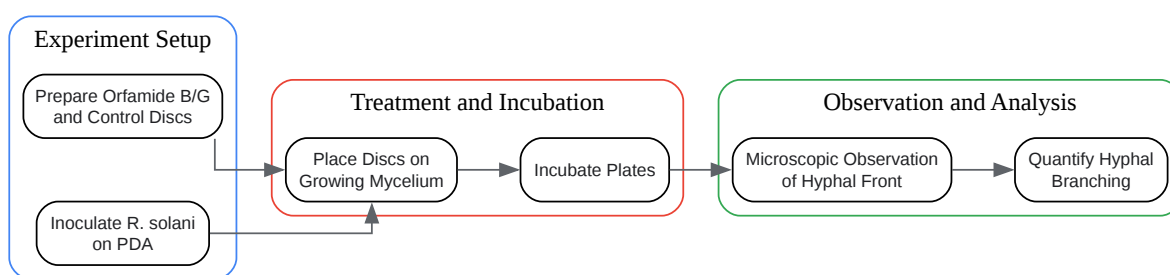 Experiment Setup
Prepare Orfamide B/G
and Control Discs
Inoculate R. solani
on PDA
Treatment and Incubation
Place Discs on
Growing Mycelium
Incubate Plates
Observation and Analysis
Microscopic Observation
of Hyphal Front
Quantify Hyphal
Branching